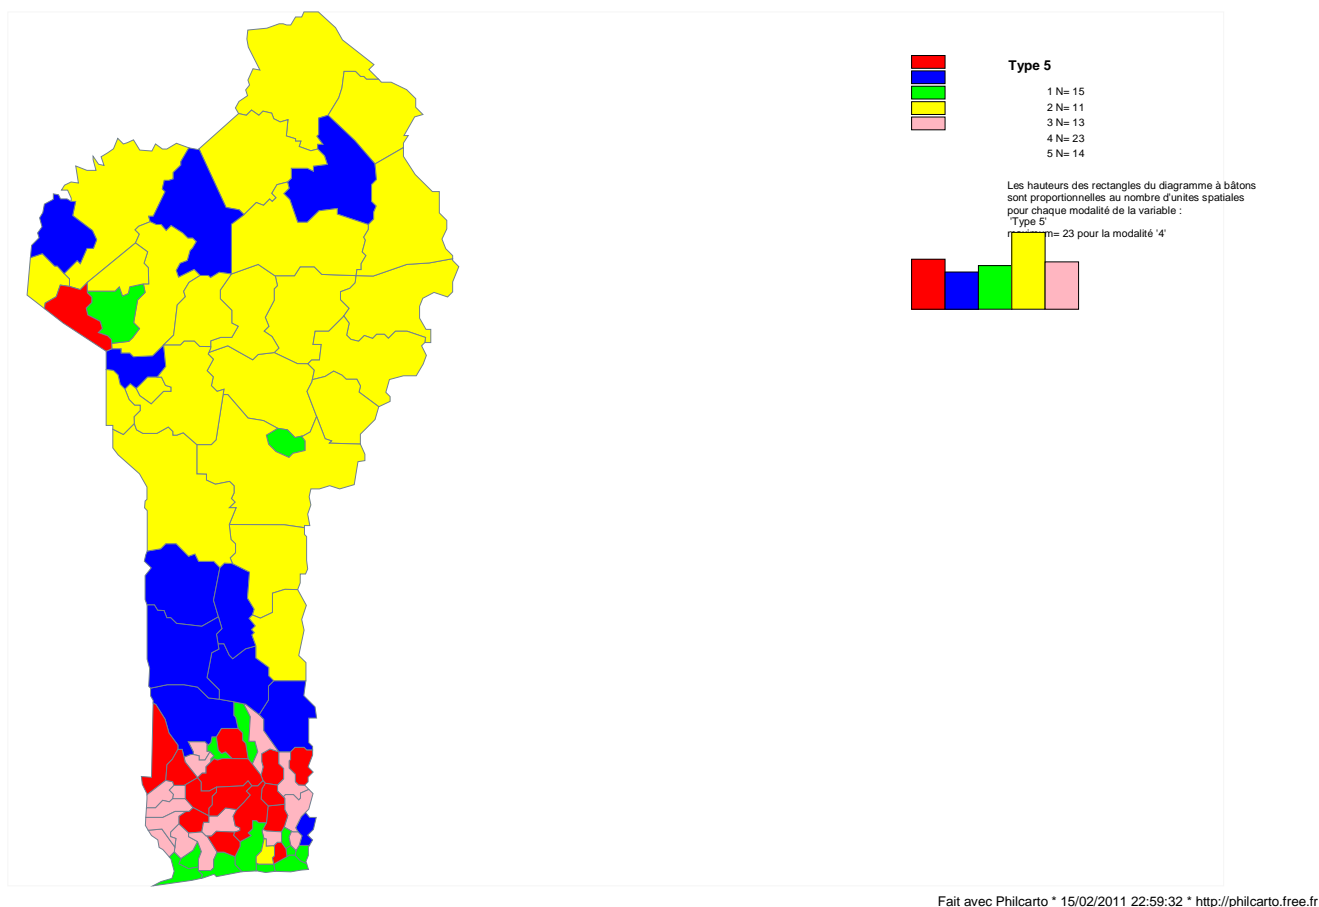 Type 5
1 N= 15
2 N= 11
3 N= 13
4 N= 23
5 N= 14
Les hauteurs des rectangles du diagramme à bâtons
sont proportionnelles au nombre d'unites spatiales
pour chaque modalité de la variable :
'Type 5'
maximum= 23 pour la modalité '4'
Fait avec Philcarto * 15/02/2011 22:59:32 * http://philcarto.free.fr